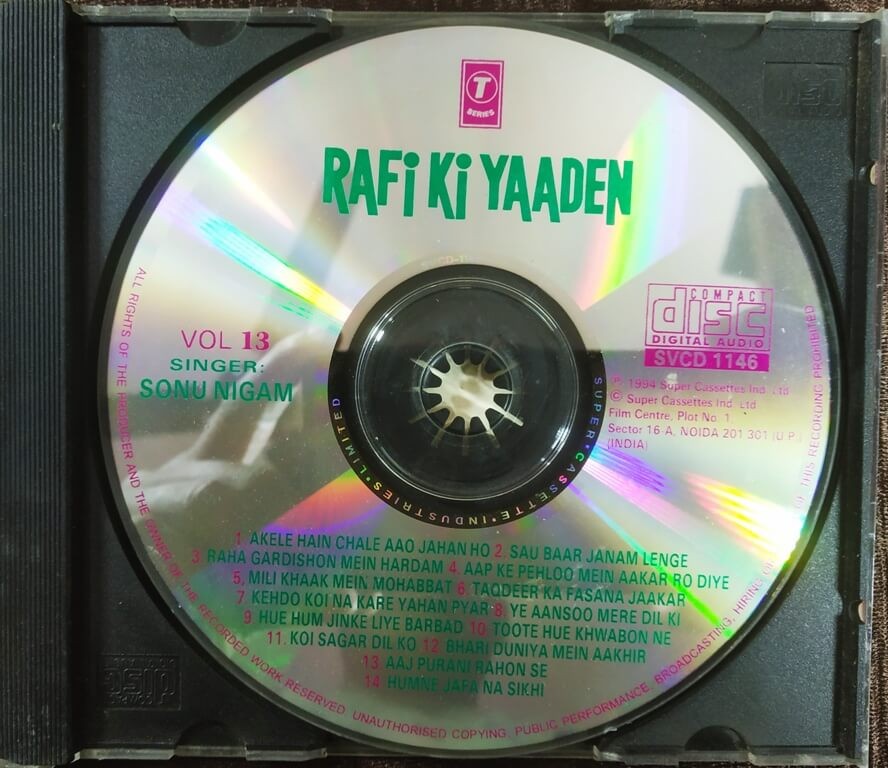 T
SERIES
RAFI KI YAADEN
VOL 13
SINGER:
SONU NIGAM
COMPACT
disc
DIGITAL AUDIO
SVCD 1146
℗ 1994 Super Cassettes Ind. Ltd
© Super Cassettes Ind. Ltd
Film Centre, Plot No. 1,
Sector 16-A, NOIDA 201 301 (U.P.)
(INDIA)
SUPER•CASSETTE•INDUSTRIES•LIMITED
1. AKELE HAIN CHALE AAO JAHAN HO 2. SAU BAAR JANAM LENGE
3. RAHA GARDISHON MEIN HARDAM 4. AAP KE PEHLOO MEIN AAKAR RO DIYE
5. MILI KHAAK MEIN MOHABBAT 6. TAQDEER KA FASANA JAAKAR
7. KEHDO KOI NA KARE YAHAN PYAR 8. YE AANSOO MERE DIL KI
9. HUE HUM JINKE LIYE BARBAD 10. TOOTE HUE KHWABON NE
11. KOI SAGAR DIL KO 12. BHARI DUNIYA MEIN AAKHIR
13. AAJ PURANI RAHON SE
14. HUMNE JAFA NA SIKHI
ALL RIGHTS OF THE PRODUCER AND THE OWNER OF THE RECORDED WORK RESERVED. UNAUTHORISED COPYING, PUBLIC PERFORMANCE, BROADCASTING, HIRING OF THIS RECORDING PROHIBITED